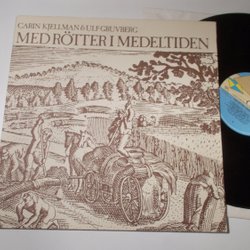 CARIN KJELLMAN & ULF GRUVBERG
MED RÖTTER I MEDELTIDEN